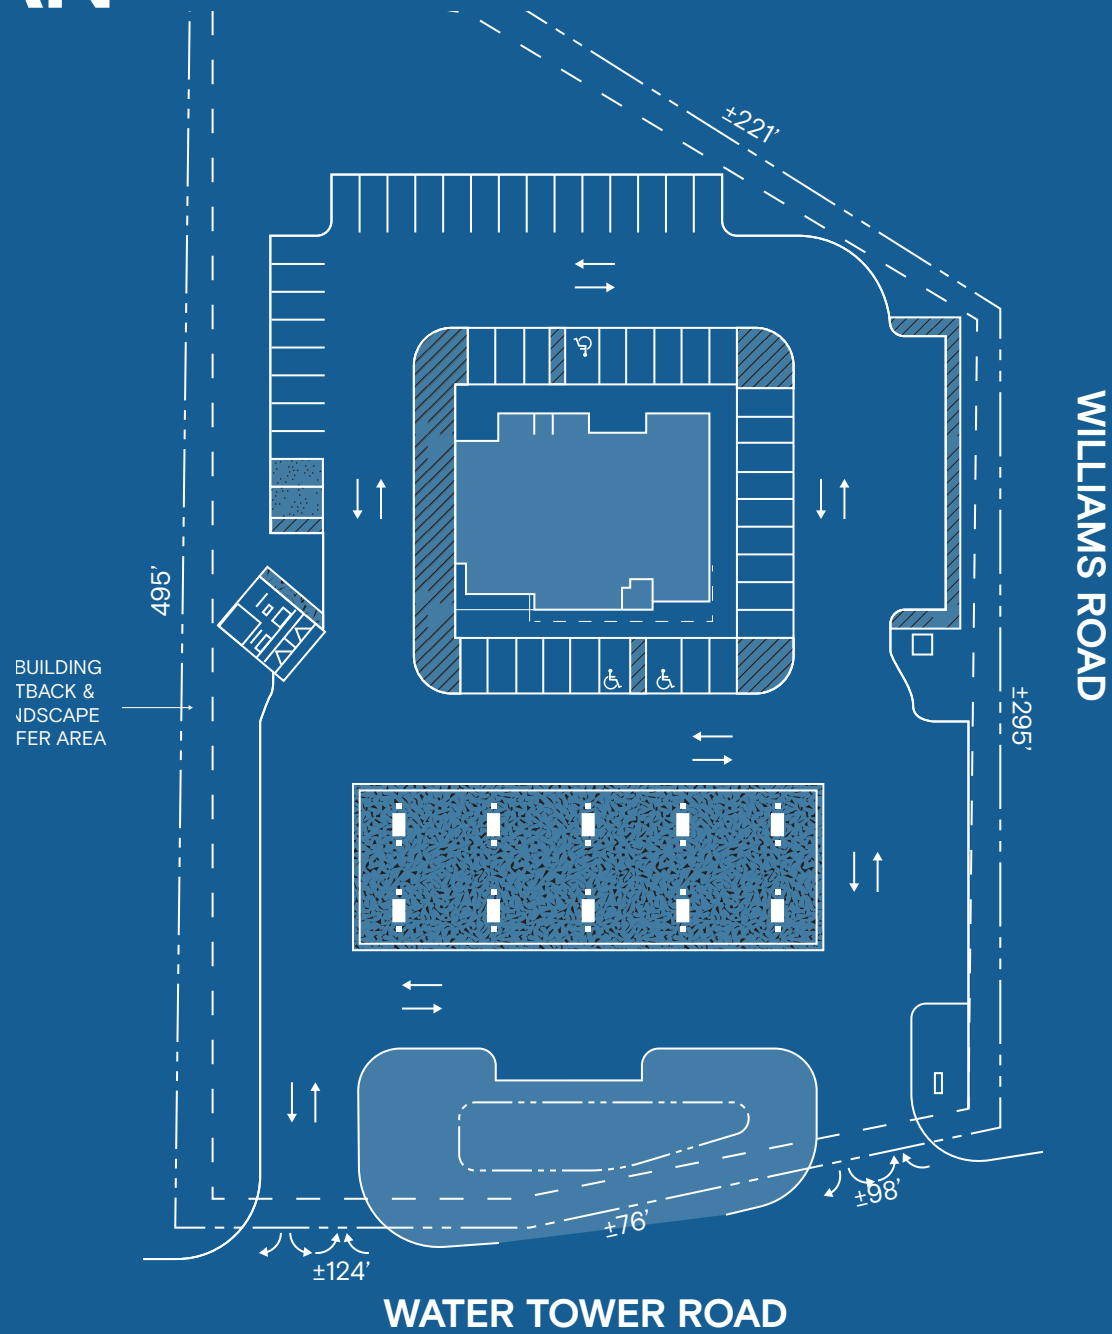 ±221’
WILLIAMS ROAD
495’
BUILDING
TBACK &
NDSCAPE
FER AREA
±295’
±98’
±76’
±124’
WATER TOWER ROAD